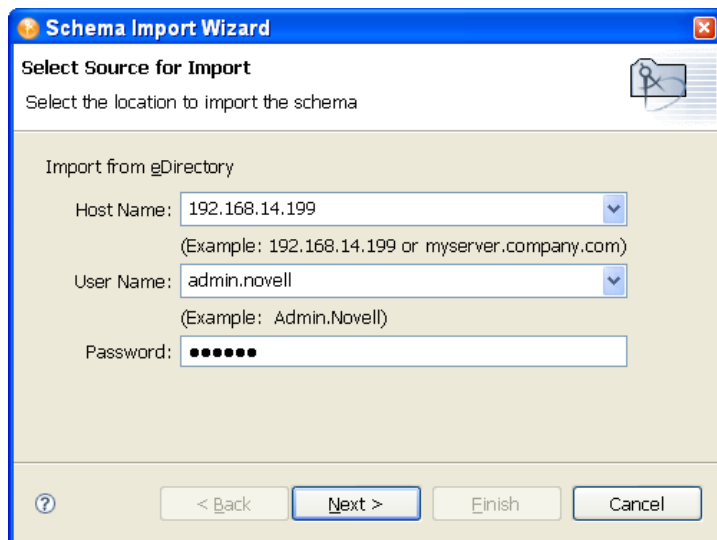 Schema Import Wizard
Select Source for Import
Select the location to import the schema
Import from eDirectory
Host Name: 192.168.14.199
(Example: 192.168.14.199 or myserver.company.com)
User Name: admin.novell
(Example: Admin.Novell)
Password: ●●●●●●
< Back Next > Finish Cancel